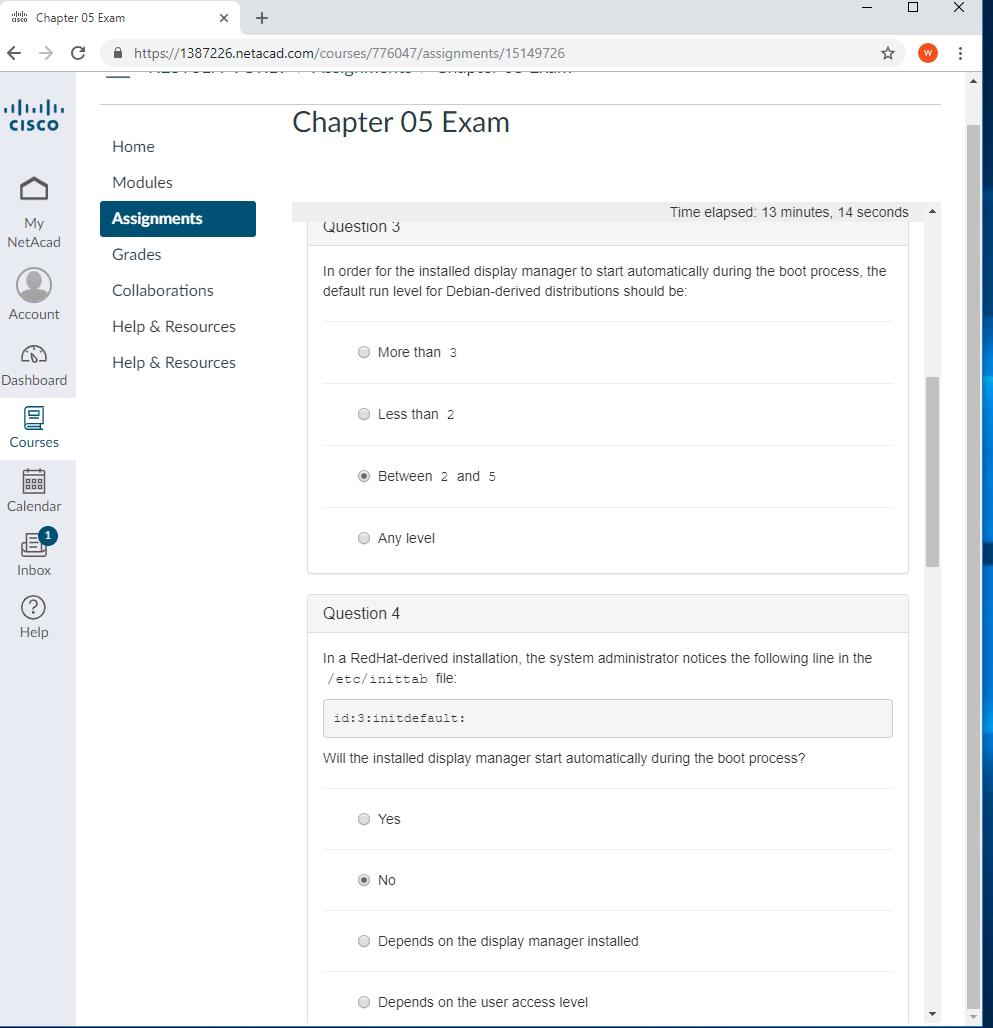 Chapter 05 Exam
https://1387226.netacad.com/courses/776047/assignments/15149726
W
CISCO
My
NetAcad
Account
Dashboard
Courses
Calendar
1
Inbox
Help
Home
Modules
Assignments
Grades
Collaborations
Help & Resources
Help & Resources
Chapter 05 Exam
Time elapsed: 13 minutes, 14 seconds
Question 3
In order for the installed display manager to start automatically during the boot process, the
default run level for Debian-derived distributions should be:
More than 3
Less than 2
Between 2 and 5
Any level
Question 4
In a RedHat-derived installation, the system administrator notices the following line in the
/etc/inittab file:
id:3:initdefault:
Will the installed display manager start automatically during the boot process?
Yes
No
Depends on the display manager installed
Depends on the user access level